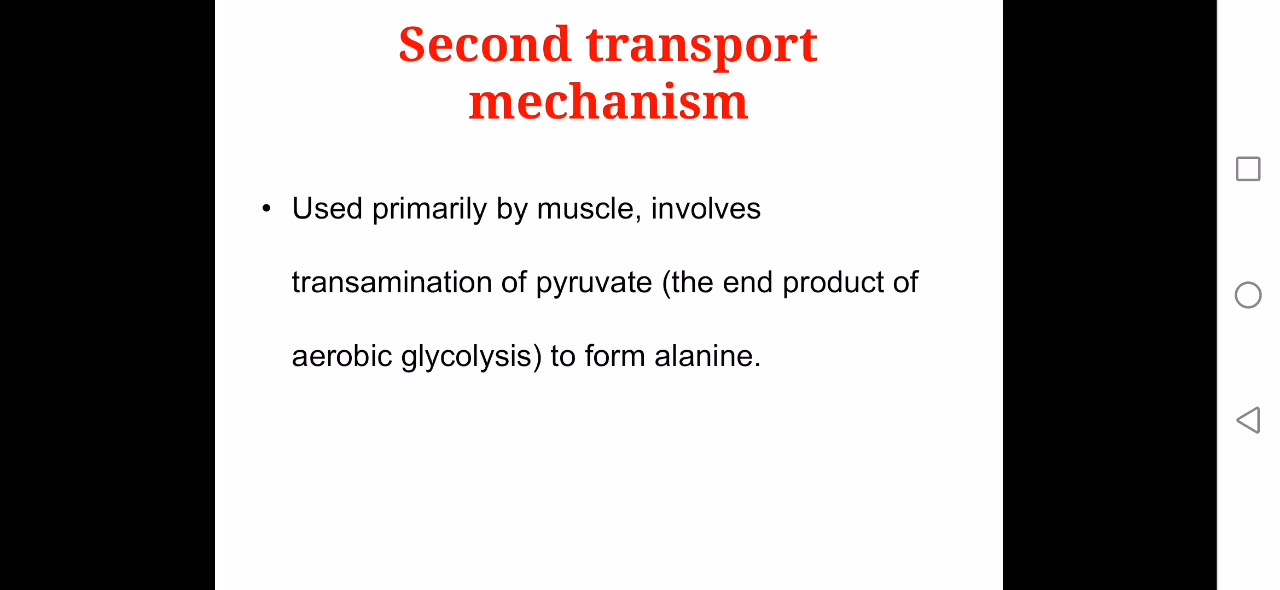 Second transport
mechanism
• Used primarily by muscle, involves
transamination of pyruvate (the end product of
aerobic glycolysis) to form alanine.